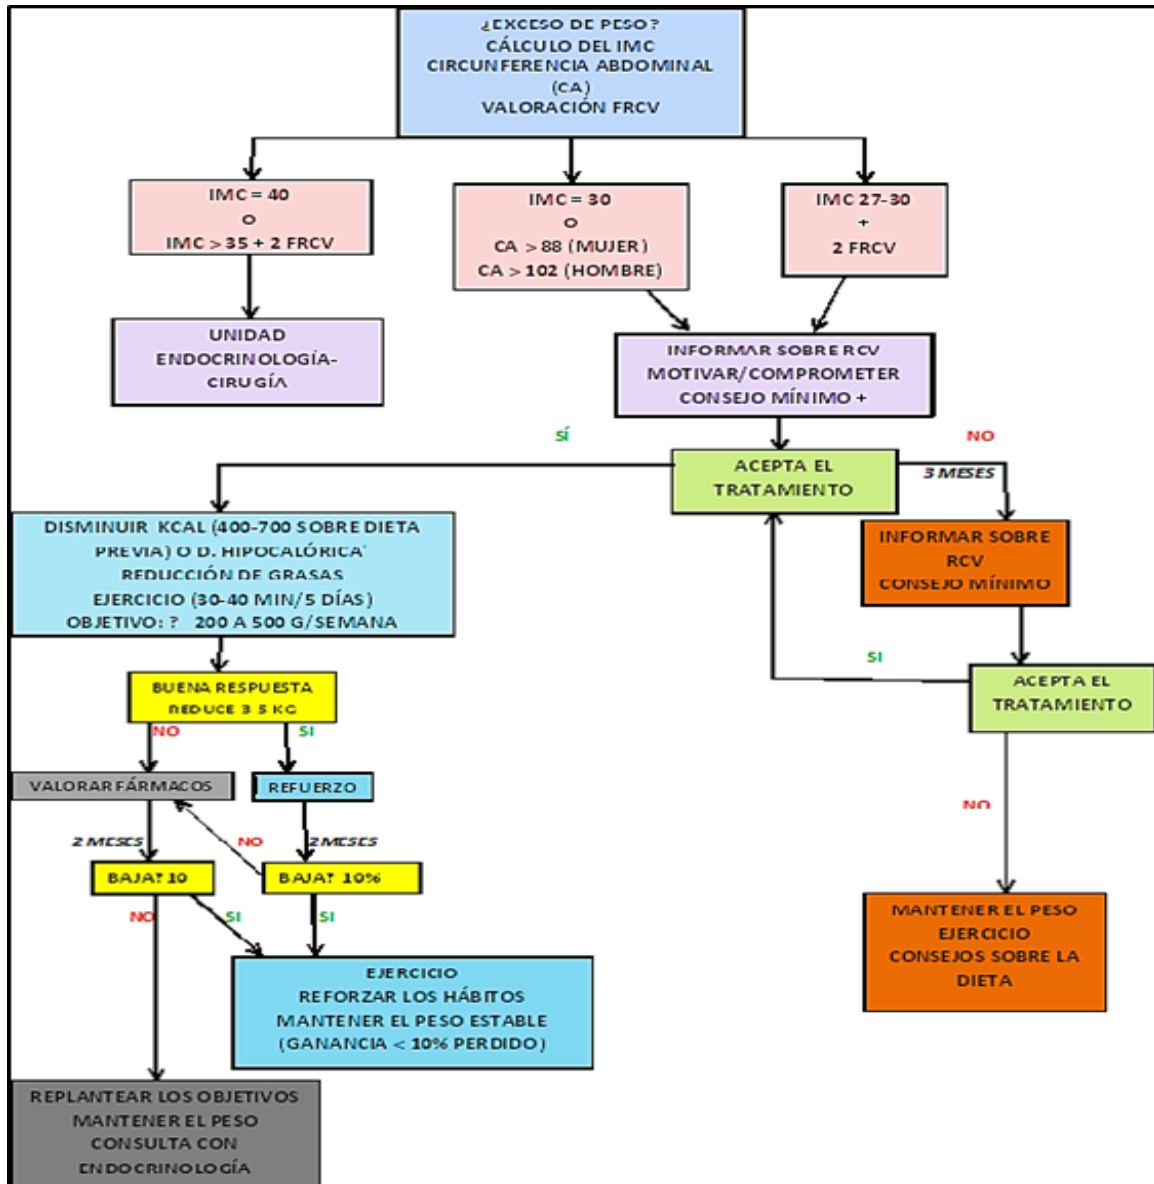 ¿EXCESO DE PESO?
CÁLCULO DEL IMC
CIRCUNFERENCIA ABDOMINAL
(CA)
VALORACIÓN FRCV
IMC = 40
O
IMC > 35 + 2 FRCV
IMC = 30
O
CA > 88 (MUJER)
CA > 102 (HOMBRE)
IMC 27-30
+
2 FRCV
UNIDAD
ENDOCRINOLOGÍA-
CIRUGÍA
INFORMAR SOBRE RCV
MOTIVAR/COMPROMETER
CONSEJO MÍNIMO +
SÍ
NO
ACEPTA EL
TRATAMIENTO
3 MESES
DISMINUIR KCAL (400-700 SOBRE DIETA
PREVIA) O D. HIPOCALÓRICA
REDUCCIÓN DE GRASAS
EJERCICIO (30-40 MIN/5 DÍAS)
OBJETIVO: ? 200 A 500 G/SEMANA
INFORMAR SOBRE
RCV
CONSEJO MÍNIMO
SI
ACEPTA EL
TRATAMIENTO
BUENA RESPUESTA
REDUCE 3-5 KG
NO
SI
VALORAR FÁRMACOS
REFUERZO
NO
2 MESES
NO
2 MESES
BAJA? 10
BAJA? 10%
NO
SI
SI
MANTENER EL PESO
EJERCICIO
CONSEJOS SOBRE LA
DIETA
EJERCICIO
REFORZAR LOS HÁBITOS
MANTENER EL PESO ESTABLE
(GANANCIA < 10% PERDIDO)
REPLANTEAR LOS OBJETIVOS
MANTENER EL PESO
CONSULTA CON
ENDOCRINOLOGÍA